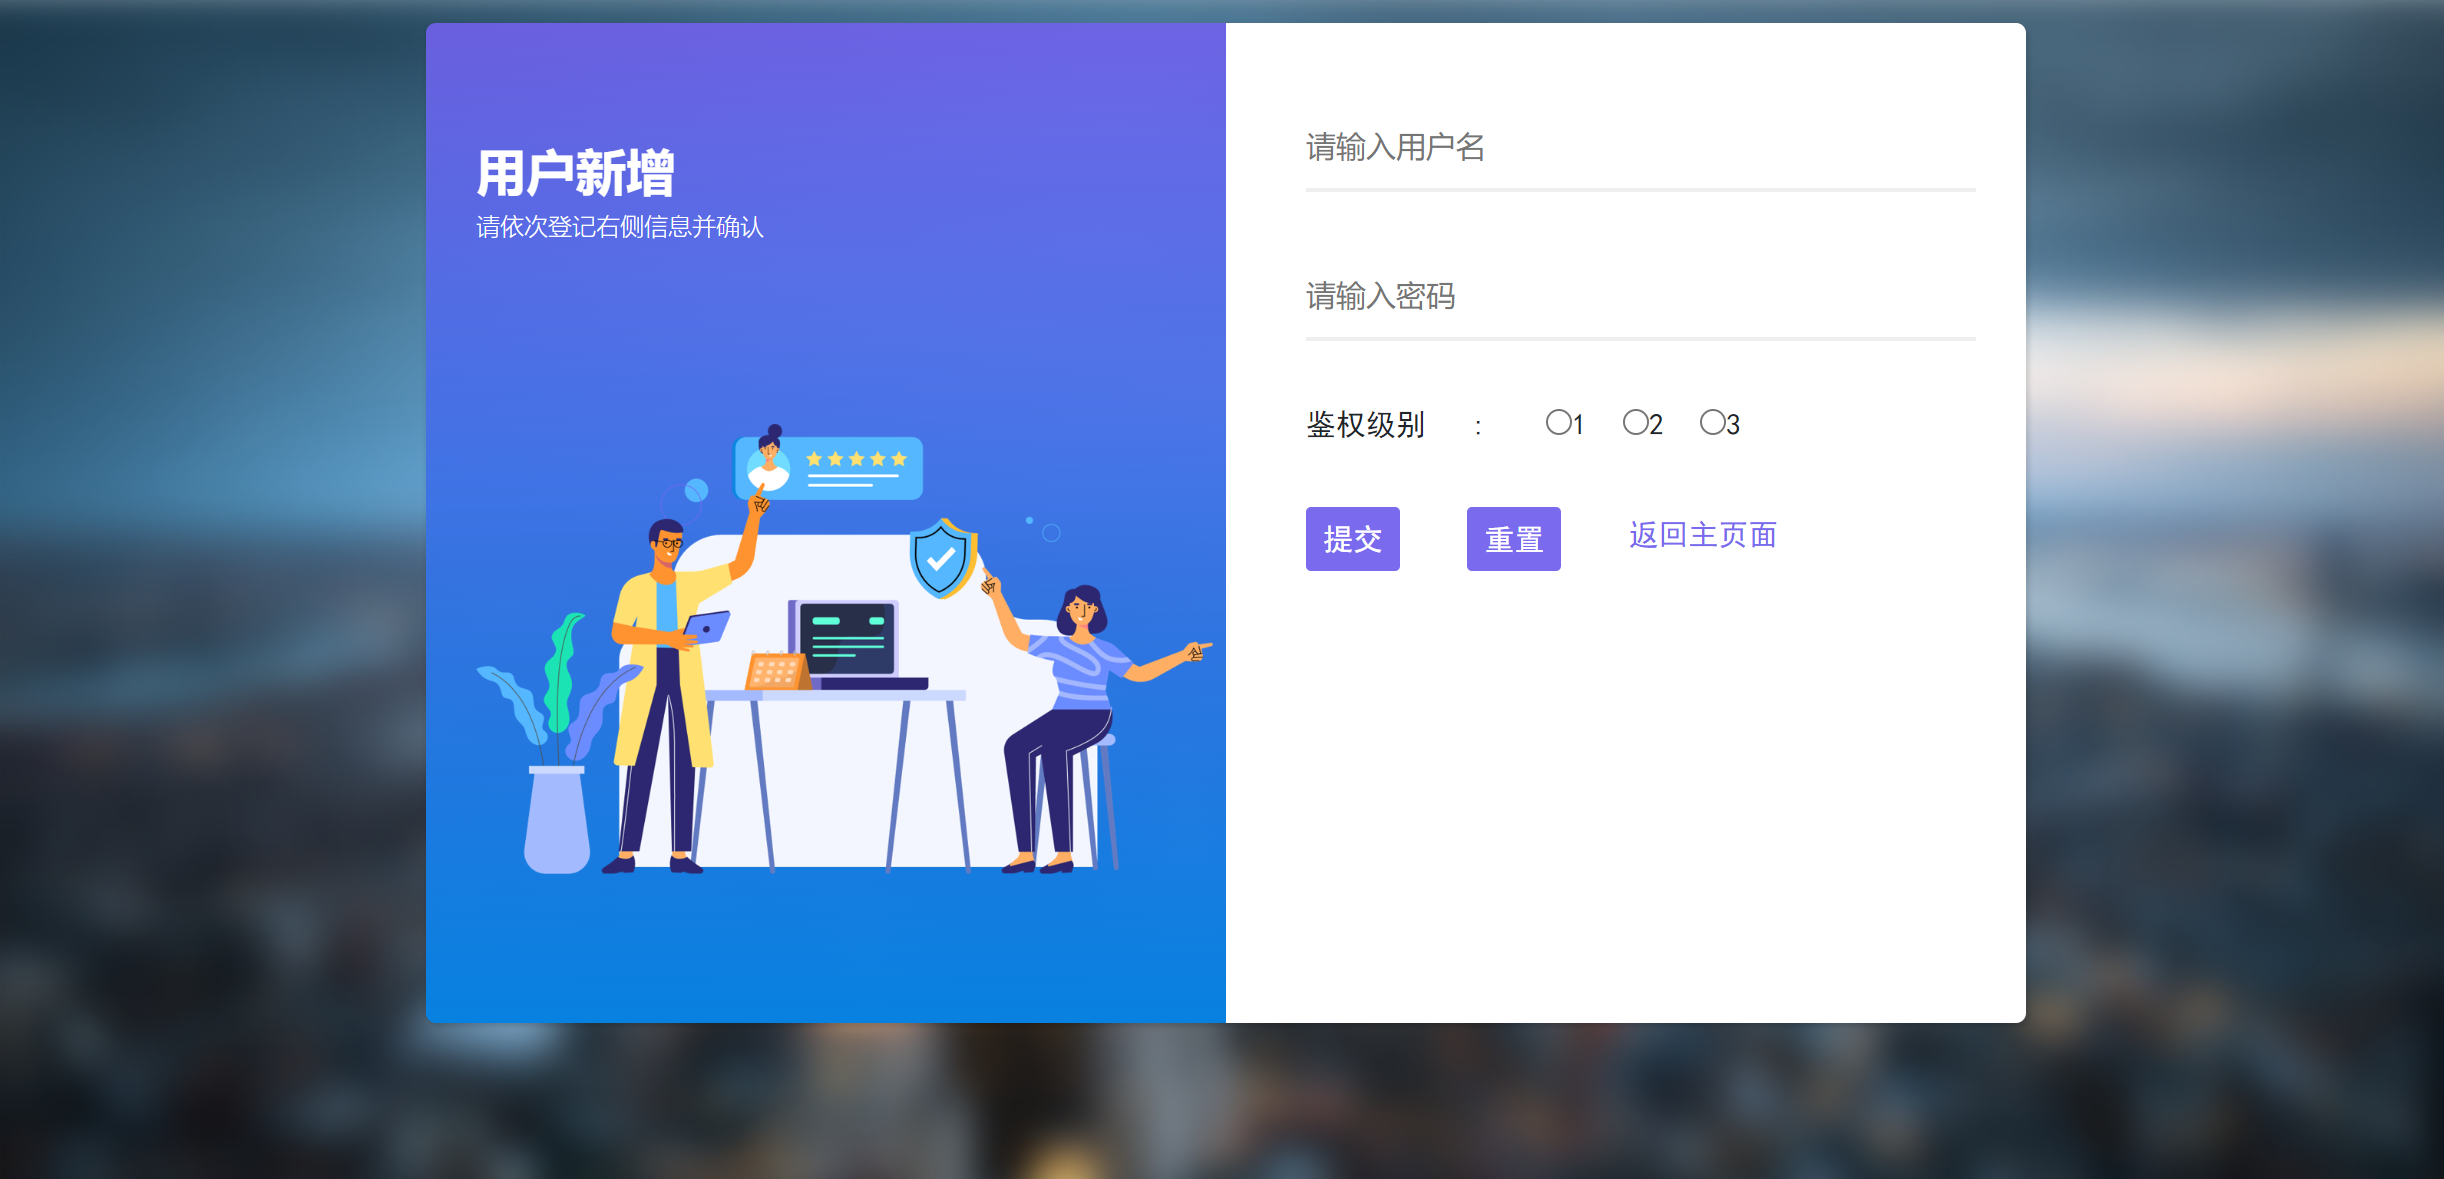 用户新增
请依次登记右侧信息并确认
请输入用户名
请输入密码
鉴权级别 : 1 2 3
提交 重置 返回主页面